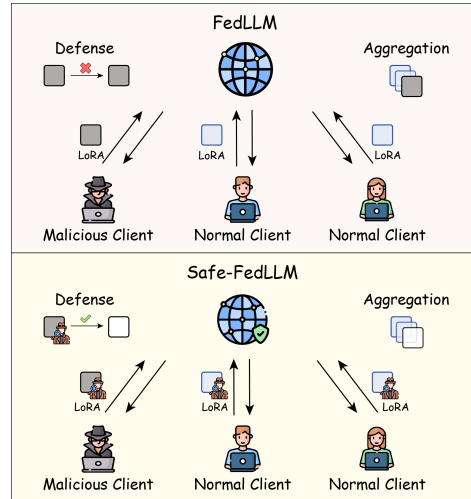 FedLLM
Defense
Aggregation
LoRA
LoRA
LoRA
Malicious Client
Normal Client
Normal Client
Safe-FedLLM
Defense
Aggregation
LoRA
LoRA
LoRA
Malicious Client
Normal Client
Normal Client